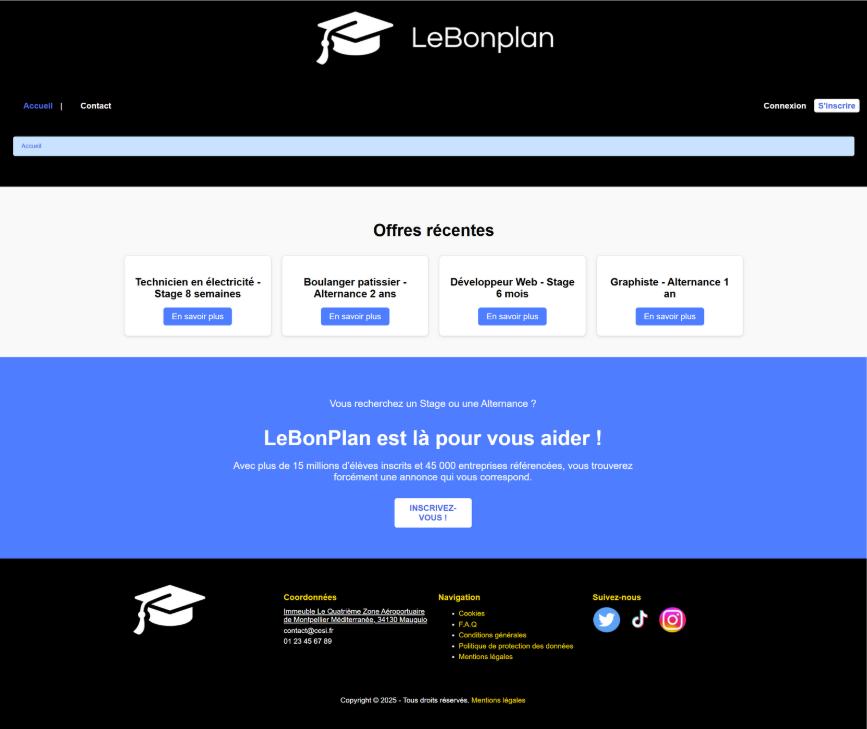 LeBonplan
Accueil | Contact
Connexion S'inscrire
Accueil
Offres récentes
Technicien en électricité -
Stage 8 semaines
En savoir plus
Boulanger patissier -
Alternance 2 ans
En savoir plus
Développeur Web - Stage
6 mois
En savoir plus
Graphiste - Alternance 1
an
En savoir plus
Vous recherchez un Stage ou une Alternance ?
LeBonPlan est là pour vous aider !
Avec plus de 15 millions d'élèves inscrits et 45 000 entreprises référencées, vous trouverez
forcément une annonce qui vous correspond.
INSCRIVEZ-
VOUS !
Coordonnées
Immeuble Le Quatrième Zone Aéroportuaire
de Montpellier Méditerranée, 34130 Mauguio
contact@cesi.fr
01 23 45 67 89
Navigation
Cookies
F.A.Q
Conditions générales
Politique de protection des données
Mentions légales
Suivez-nous
Copyright © 2025 - Tous droits réservés. Mentions légales